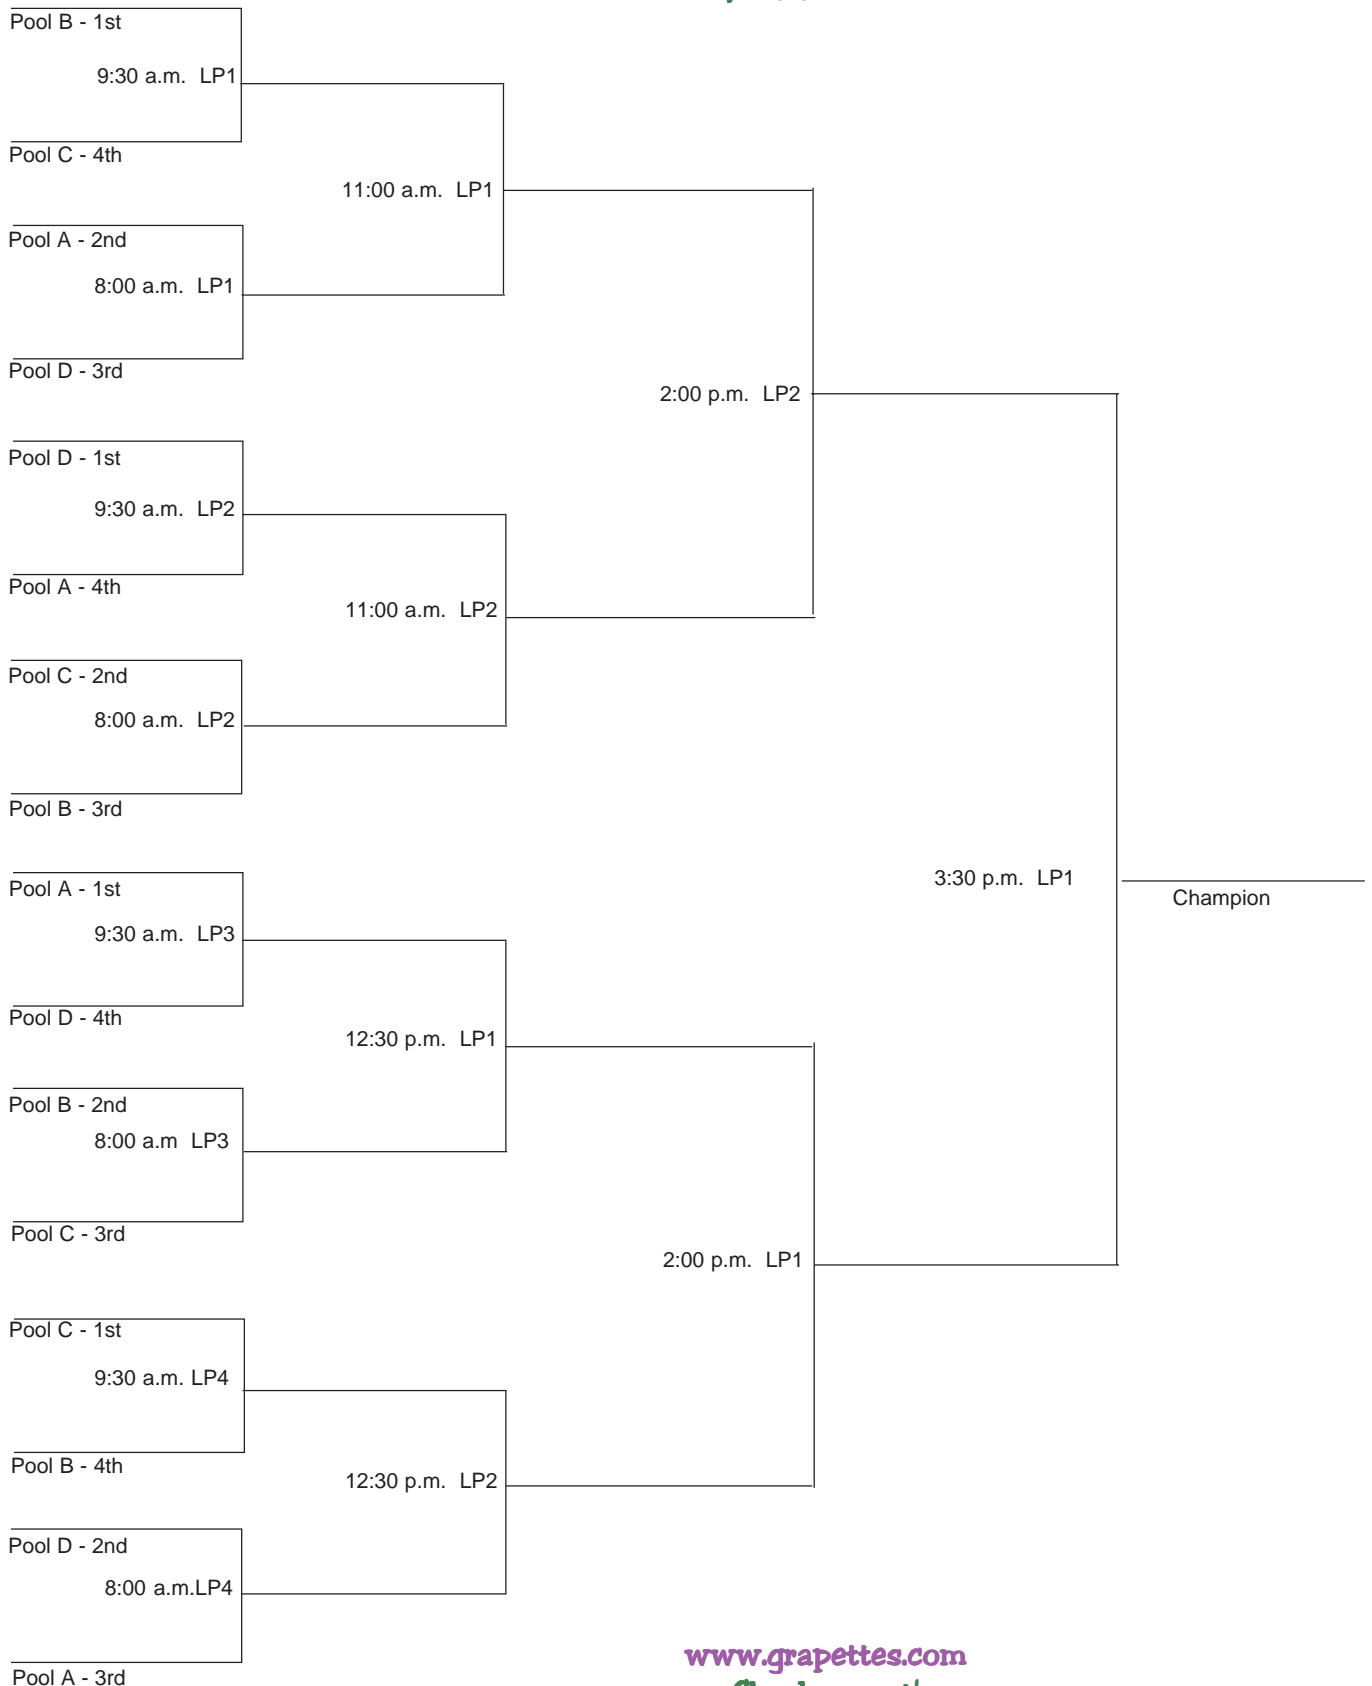 Pool B - 1st
9:30 a.m. LP1
Pool C - 4th
11:00 a.m. LP1
Pool A - 2nd
8:00 a.m. LP1
Pool D - 3rd
2:00 p.m. LP2
Pool D - 1st
9:30 a.m. LP2
Pool A - 4th
11:00 a.m. LP2
Pool C - 2nd
8:00 a.m. LP2
Pool B - 3rd
3:30 p.m. LP1
Champion
Pool A - 1st
9:30 a.m. LP3
Pool D - 4th
12:30 p.m. LP1
Pool B - 2nd
8:00 a.m LP3
Pool C - 3rd
2:00 p.m. LP1
Pool C - 1st
9:30 a.m. LP4
Pool B - 4th
12:30 p.m. LP2
Pool D - 2nd
8:00 a.m.LP4
Pool A - 3rd
www.grapettes.com